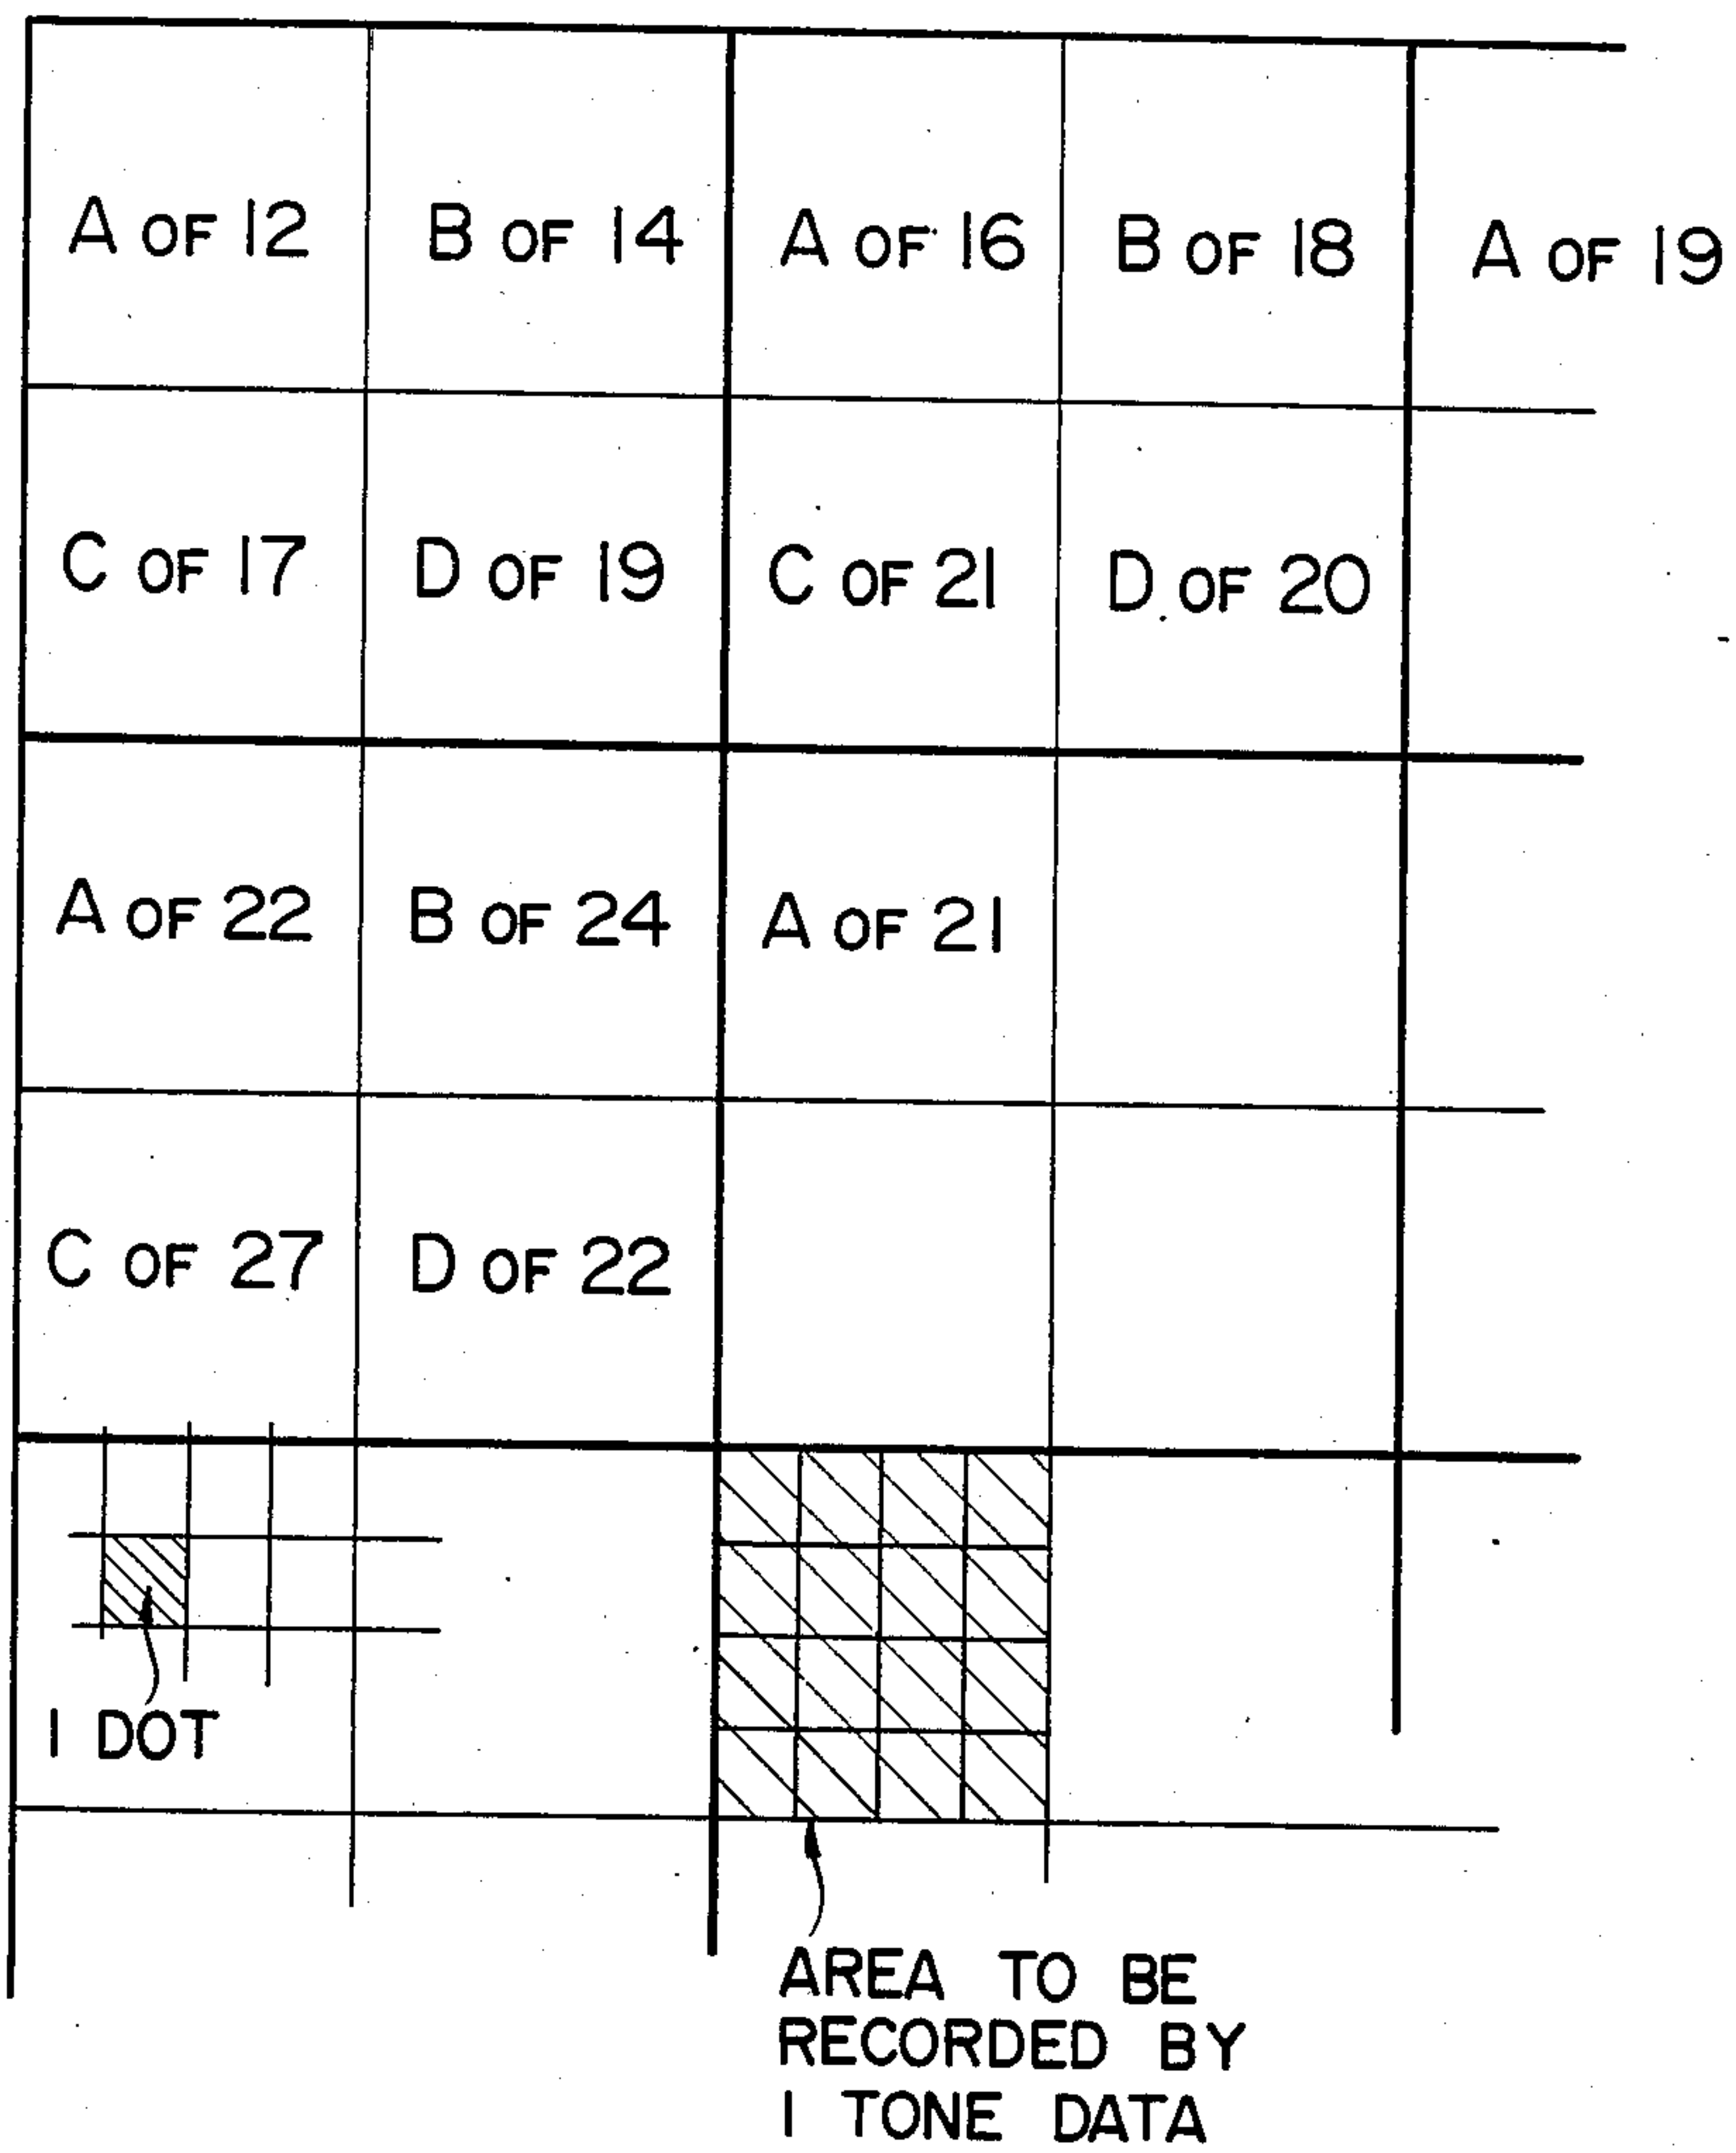 A OF 12 B OF 14 A OF 16 B OF 18 A OF 19
C OF 17 D OF 19 C OF 21 D OF 20
A OF 22 B OF 24 A OF 21
C OF 27 D OF 22
1 DOT
AREA TO BE
RECORDED BY
1 TONE DATA